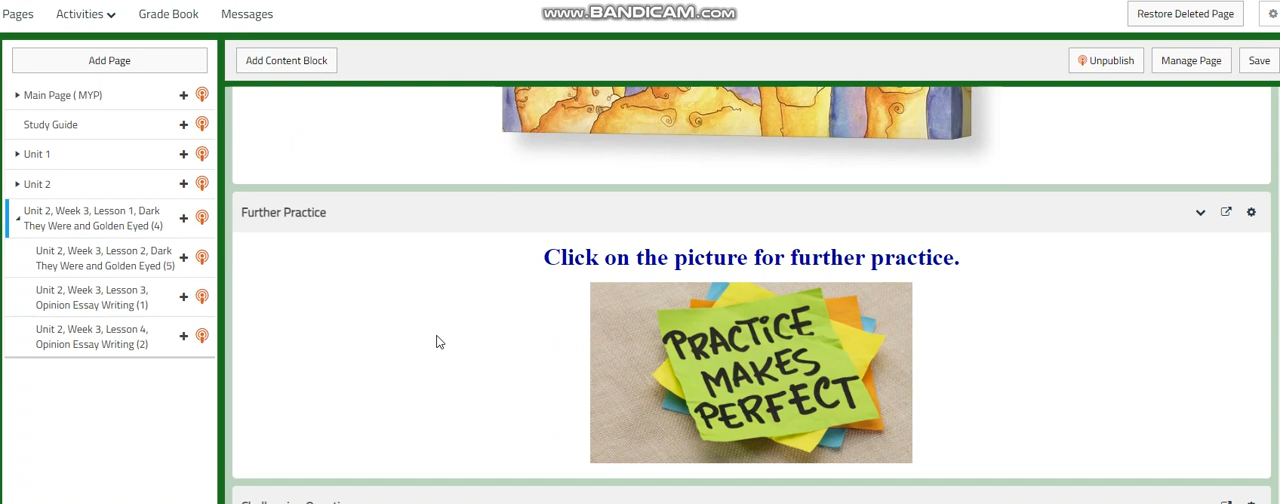 Pages Activities Grade Book Messages
www.BANDICAM.com
Restore Deleted Page
Add Page
Add Content Block
Unpublish
Manage Page
Save
Main Page ( MYP)
Study Guide
Unit 1
Unit 2
Unit 2, Week 3, Lesson 1, Dark
They Were and Golden Eyed (4)
Unit 2, Week 3, Lesson 2, Dark
They Were and Golden Eyed (5)
Unit 2, Week 3, Lesson 3,
Opinion Essay Writing (1)
Unit 2, Week 3, Lesson 4,
Opinion Essay Writing (2)
Further Practice
Click on the picture for further practice.
PRACTICE
MAKES
PERFECT